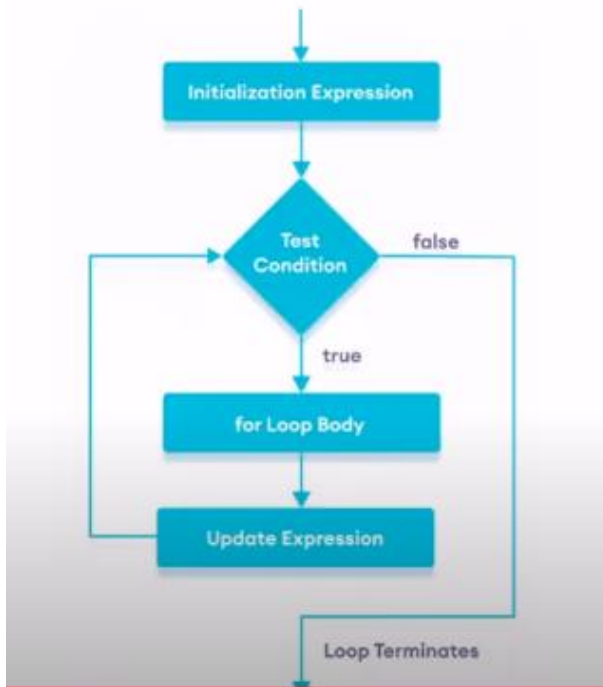 Initialization Expression
Test
Condition
false
true
for Loop Body
Update Expression
Loop Terminates